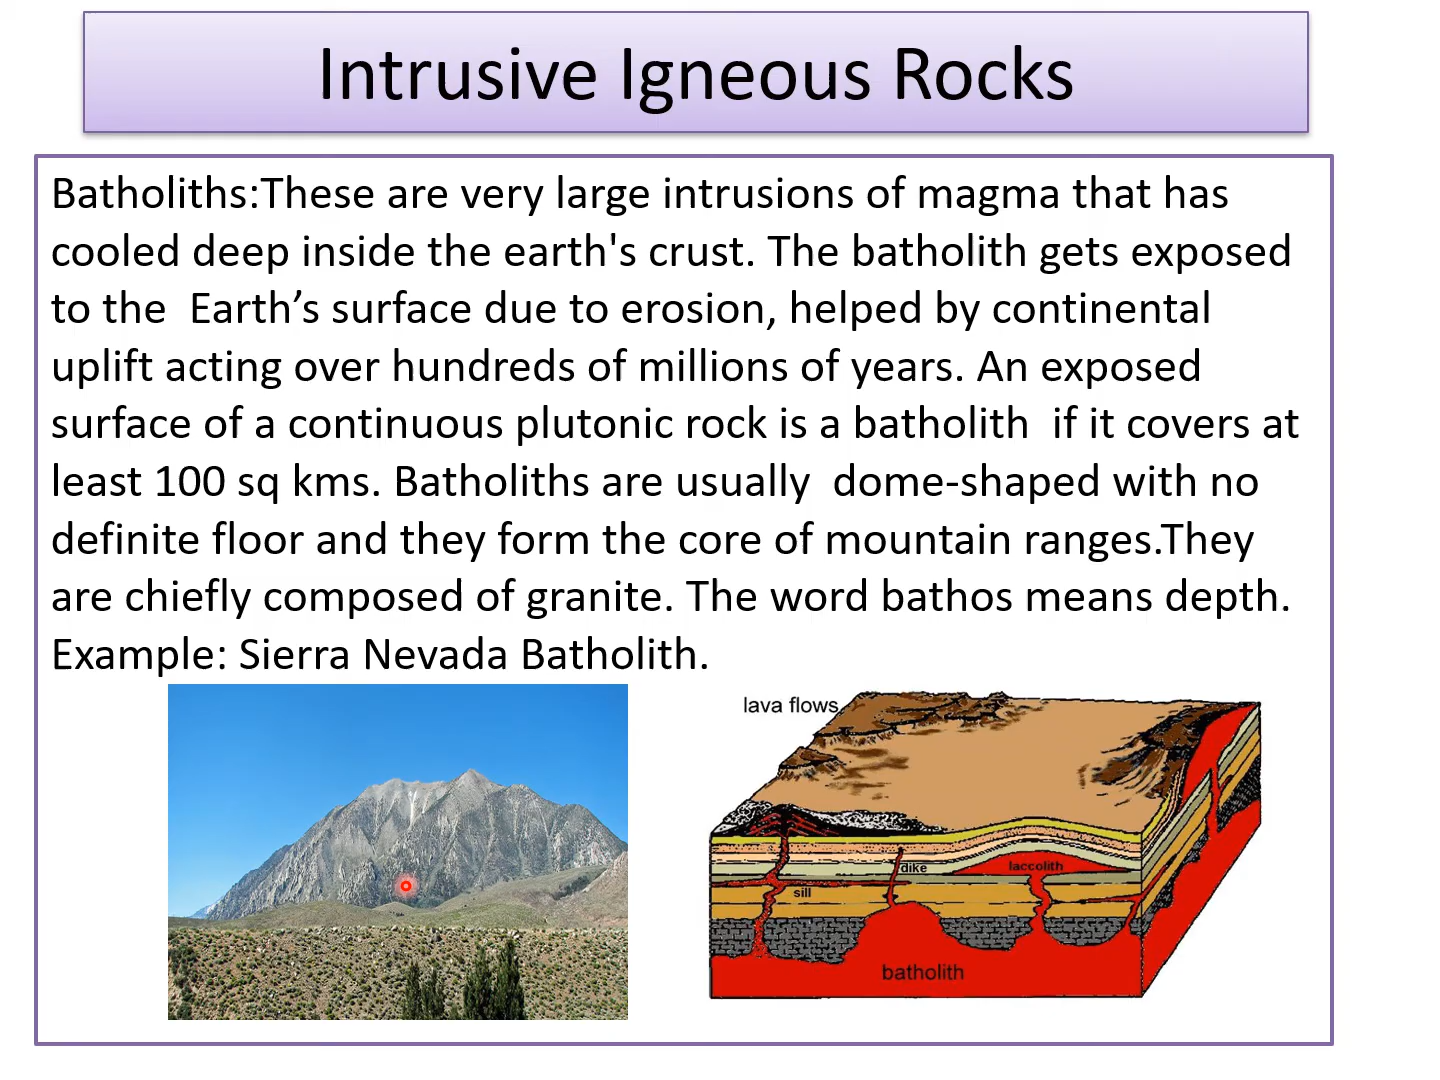 Intrusive Igneous Rocks
Batholiths:These are very large intrusions of magma that has
cooled deep inside the earth's crust. The batholith gets exposed
to the  Earth’s surface due to erosion, helped by continental
uplift acting over hundreds of millions of years. An exposed
surface of a continuous plutonic rock is a batholith  if it covers at
least 100 sq kms. Batholiths are usually  dome-shaped with no
definite floor and they form the core of mountain ranges.They
are chiefly composed of granite. The word bathos means depth.
Example: Sierra Nevada Batholith.
lava flows
dike
laccolith
sill
batholith